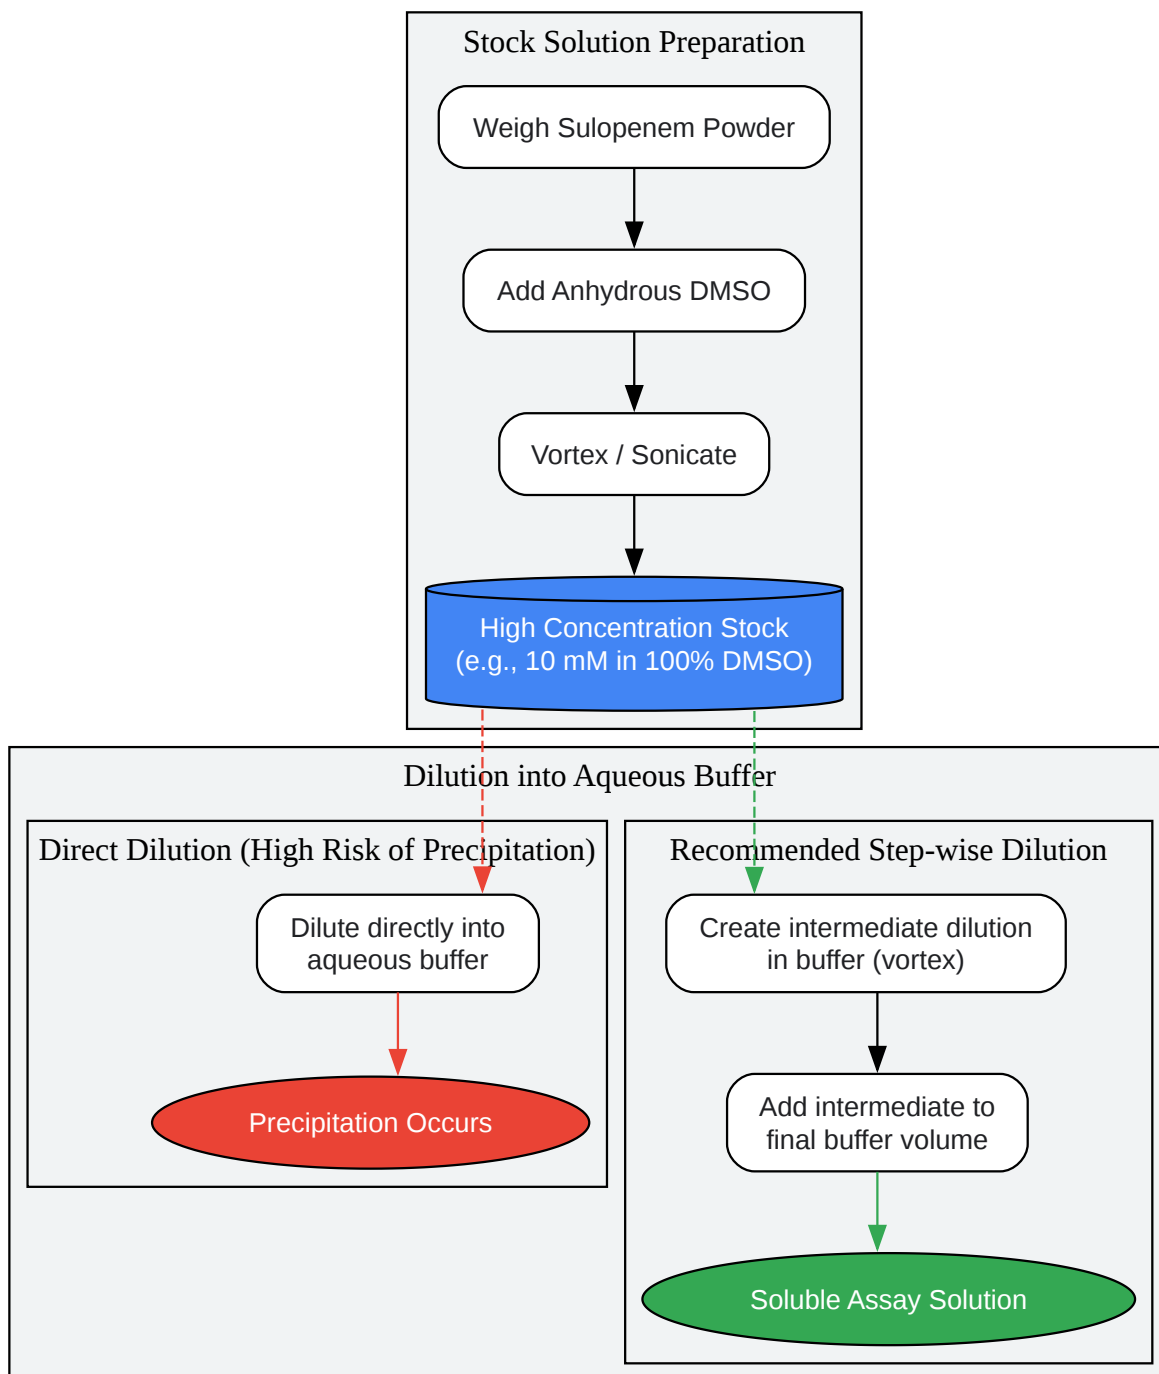 Stock Solution Preparation
Weigh Sulopenem Powder
Add Anhydrous DMSO
Vortex / Sonicate
High Concentration Stock
(e.g., 10 mM in 100% DMSO)
Dilution into Aqueous Buffer
Direct Dilution (High Risk of Precipitation)
Dilute directly into
aqueous buffer
Precipitation Occurs
Recommended Step-wise Dilution
Create intermediate dilution
in buffer (vortex)
Add intermediate to
final buffer volume
Soluble Assay Solution